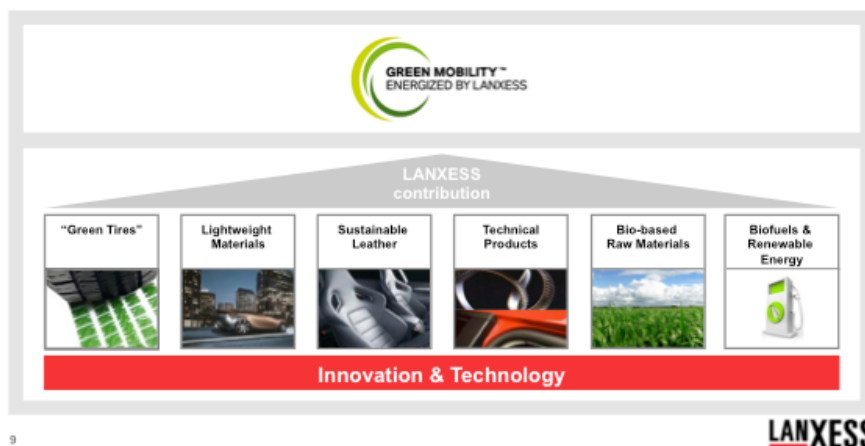 GREEN MOBILITY™
ENERGIZED BY LANXESS
LANXESS
contribution
“Green Tires”
Lightweight
Materials
Sustainable
Leather
Technical
Products
Bio-based
Raw Materials
Biofuels &
Renewable
Energy
Innovation & Technology
9
LANXESS